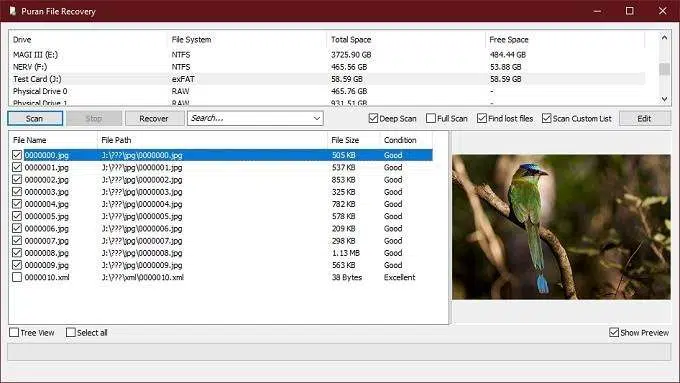 Puran File Recovery
Drive File System Total Space Free Space
MAGI III (E:) NTFS 3725.90 GB 484.44 GB
NERV (F:) NTFS 465.56 GB 53.88 GB
Test Card (J:) exFAT 58.59 GB 58.59 GB
Physical Drive 0 RAW 465.76 GB -
Physical Drive 1 RAW 931.51 GB -
Scan Stop Recover Search... Deep Scan Full Scan Find lost files Scan Custom List Edit
File Name File Path File Size Condition
0000000.jpg J:\???\jpg\0000000.jpg 505 KB Good
0000001.jpg J:\???\jpg\0000001.jpg 537 KB Good
0000002.jpg J:\???\jpg\0000002.jpg 853 KB Good
0000003.jpg J:\???\jpg\0000003.jpg 325 KB Good
0000004.jpg J:\???\jpg\0000004.jpg 782 KB Good
0000005.jpg J:\???\jpg\0000005.jpg 578 KB Good
0000006.jpg J:\???\jpg\0000006.jpg 209 KB Good
0000007.jpg J:\???\jpg\0000007.jpg 298 KB Good
0000008.jpg J:\???\jpg\0000008.jpg 1.13 MB Good
0000009.jpg J:\???\jpg\0000009.jpg 563 KB Good
0000010.xml J:\???\xml\0000010.xml 38 Bytes Excellent
Tree View Select all Show Preview